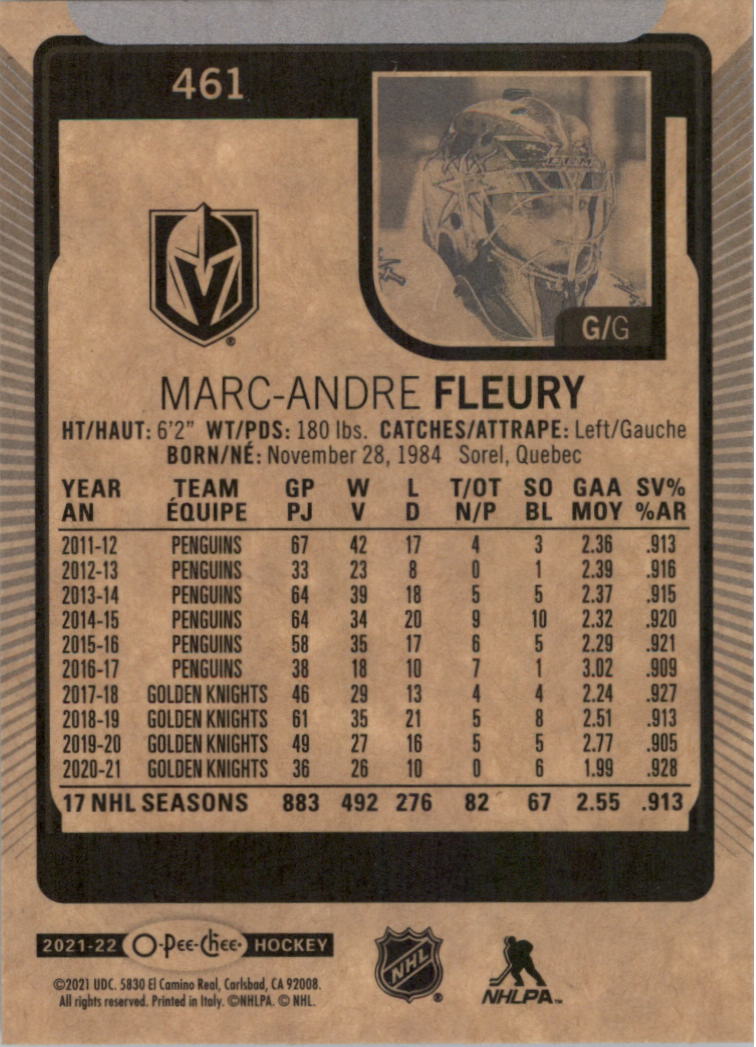 461
G/G
MARC-ANDRE FLEURY
HT/HAUT: 6'2" WT/PDS: 180 lbs. CATCHES/ATTRAPE: Left/Gauche
BORN/NÉ: November 28, 1984 Sorel, Quebec
YEAR TEAM GP W L T/OT SO GAA SV%
AN ÉQUIPE PJ V D N/P BL MOY %AR
2011-12 PENGUINS 67 42 17 4 3 2.36 .913
2012-13 PENGUINS 33 23 8 0 1 2.39 .916
2013-14 PENGUINS 64 39 18 5 5 2.37 .915
2014-15 PENGUINS 64 34 20 9 10 2.32 .920
2015-16 PENGUINS 58 35 17 6 5 2.29 .921
2016-17 PENGUINS 38 18 10 7 1 3.02 .909
2017-18 GOLDEN KNIGHTS 46 29 13 4 4 2.24 .927
2018-19 GOLDEN KNIGHTS 61 35 21 5 8 2.51 .913
2019-20 GOLDEN KNIGHTS 49 27 16 5 5 2.77 .905
2020-21 GOLDEN KNIGHTS 36 26 10 0 6 1.99 .928
17 NHL SEASONS 883 492 276 82 67 2.55 .913
2021-22 O-Pee-Chee HOCKEY
NHL ®
NHLPA™
©2021 UDC. 5830 El Camino Real, Carlsbad, CA 92008.
All rights reserved. Printed in Italy. ©NHLPA. © NHL.